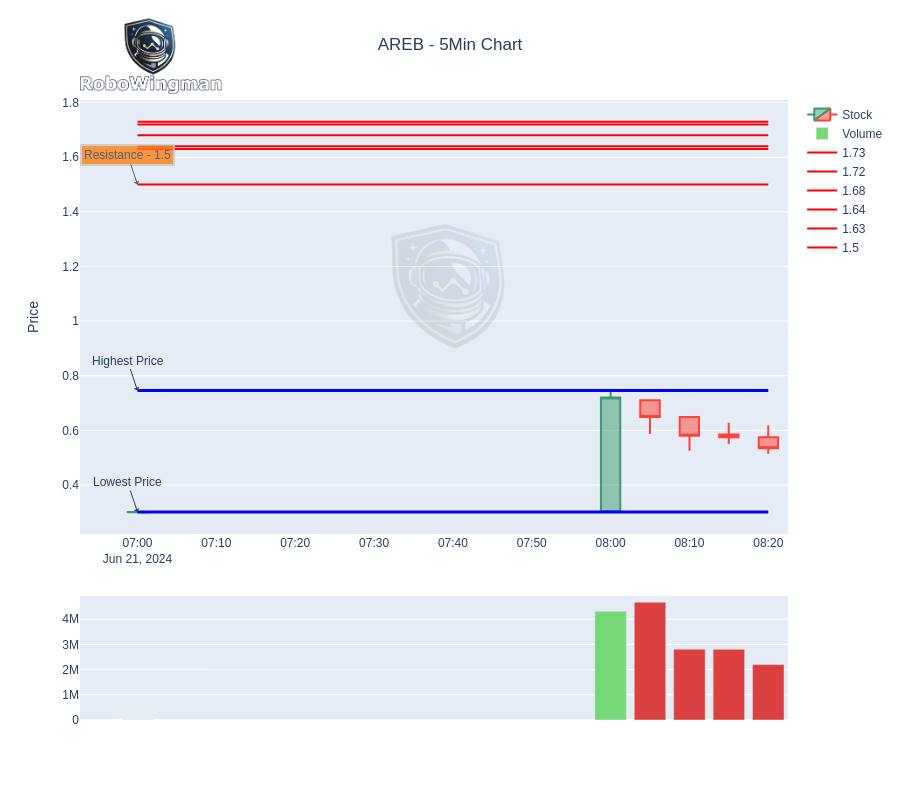 RoboWingman
AREB - 5Min Chart
Price
1.8
1.6
1.4
1.2
1
0.8
0.6
0.4
Resistance - 1.5
Highest Price
Lowest Price
07:00
07:10
07:20
07:30
07:40
07:50
08:00
08:10
08:20
Jun 21, 2024
4M
3M
2M
1M
0
Stock
Volume
1.73
1.72
1.68
1.64
1.63
1.5